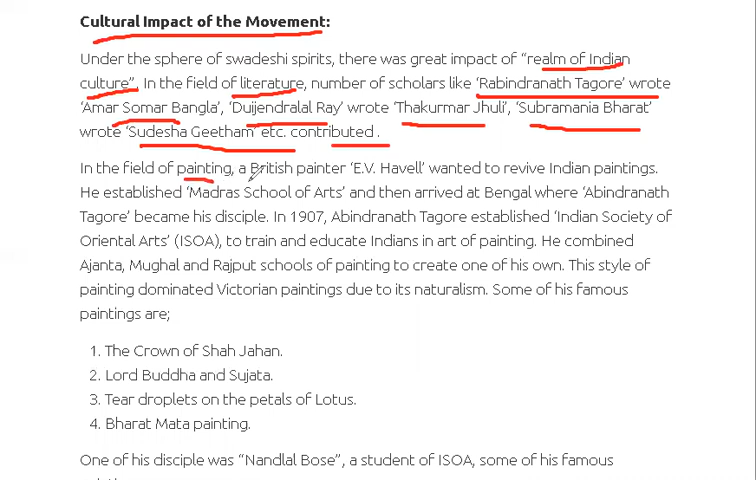 Cultural Impact of the Movement:
Under the sphere of swadeshi spirits, there was great impact of “realm of Indian
culture”. In the field of literature, number of scholars like ‘Rabindranath Tagore’ wrote
‘Amar Somar Bangla’, ‘Duijendralal Ray’ wrote ‘Thakurmar Jhuli’, ‘Subramania Bharat’
wrote ‘Sudesha Geetham’ etc. contributed .
In the field of painting, a British painter ‘E.V. Havell’ wanted to revive Indian paintings.
He established ‘Madras School of Arts’ and then arrived at Bengal where ‘Abindranath
Tagore’ became his disciple. In 1907, Abindranath Tagore established ‘Indian Society of
Oriental Arts’ (ISOA), to train and educate Indians in art of painting. He combined
Ajanta, Mughal and Rajput schools of painting to create one of his own. This style of
painting dominated Victorian paintings due to its naturalism. Some of his famous
paintings are;
1. The Crown of Shah Jahan.
2. Lord Buddha and Sujata.
3. Tear droplets on the petals of Lotus.
4. Bharat Mata painting.
One of his disciple was “Nandlal Bose”, a student of ISOA, some of his famous